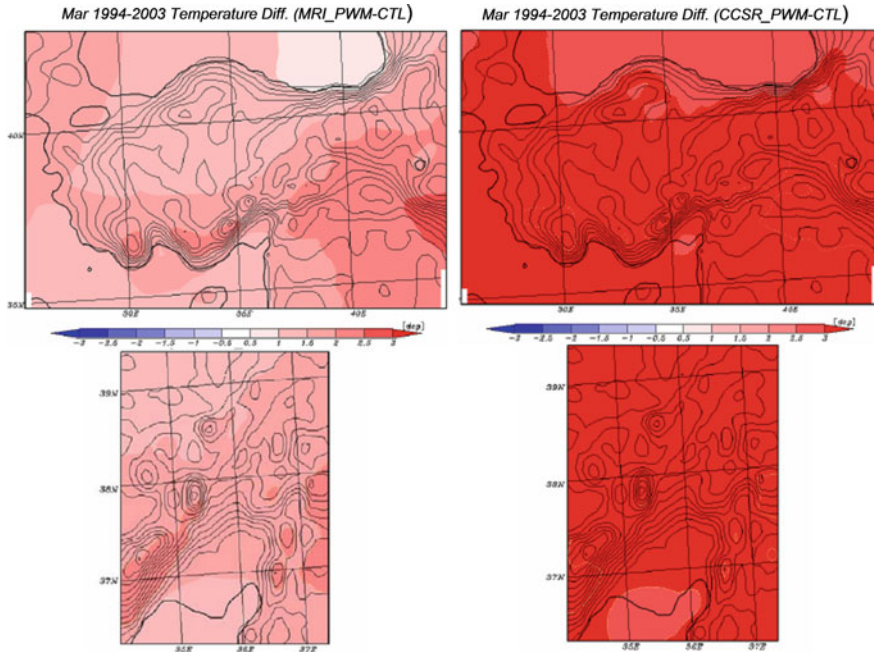 Mar 1994-2003 Temperature Diff. (MRI_PWM-CTL)
Mar 1994-2003 Temperature Diff. (CCSR_PWM-CTL)
40N
35N
30E 35E 40E
30E 35E 40E
[deg]
-3 -2.5 -2 -1.5 -1 -0.5 0.5 1 1.5 2 2.5 3
[deg]
-3 -2.5 -2 -1.5 -1 -0.5 0.5 1 1.5 2 2.5 3
39N
38N
37N
35E 36E 37E
39N
38N
37N
35E 36E 37E